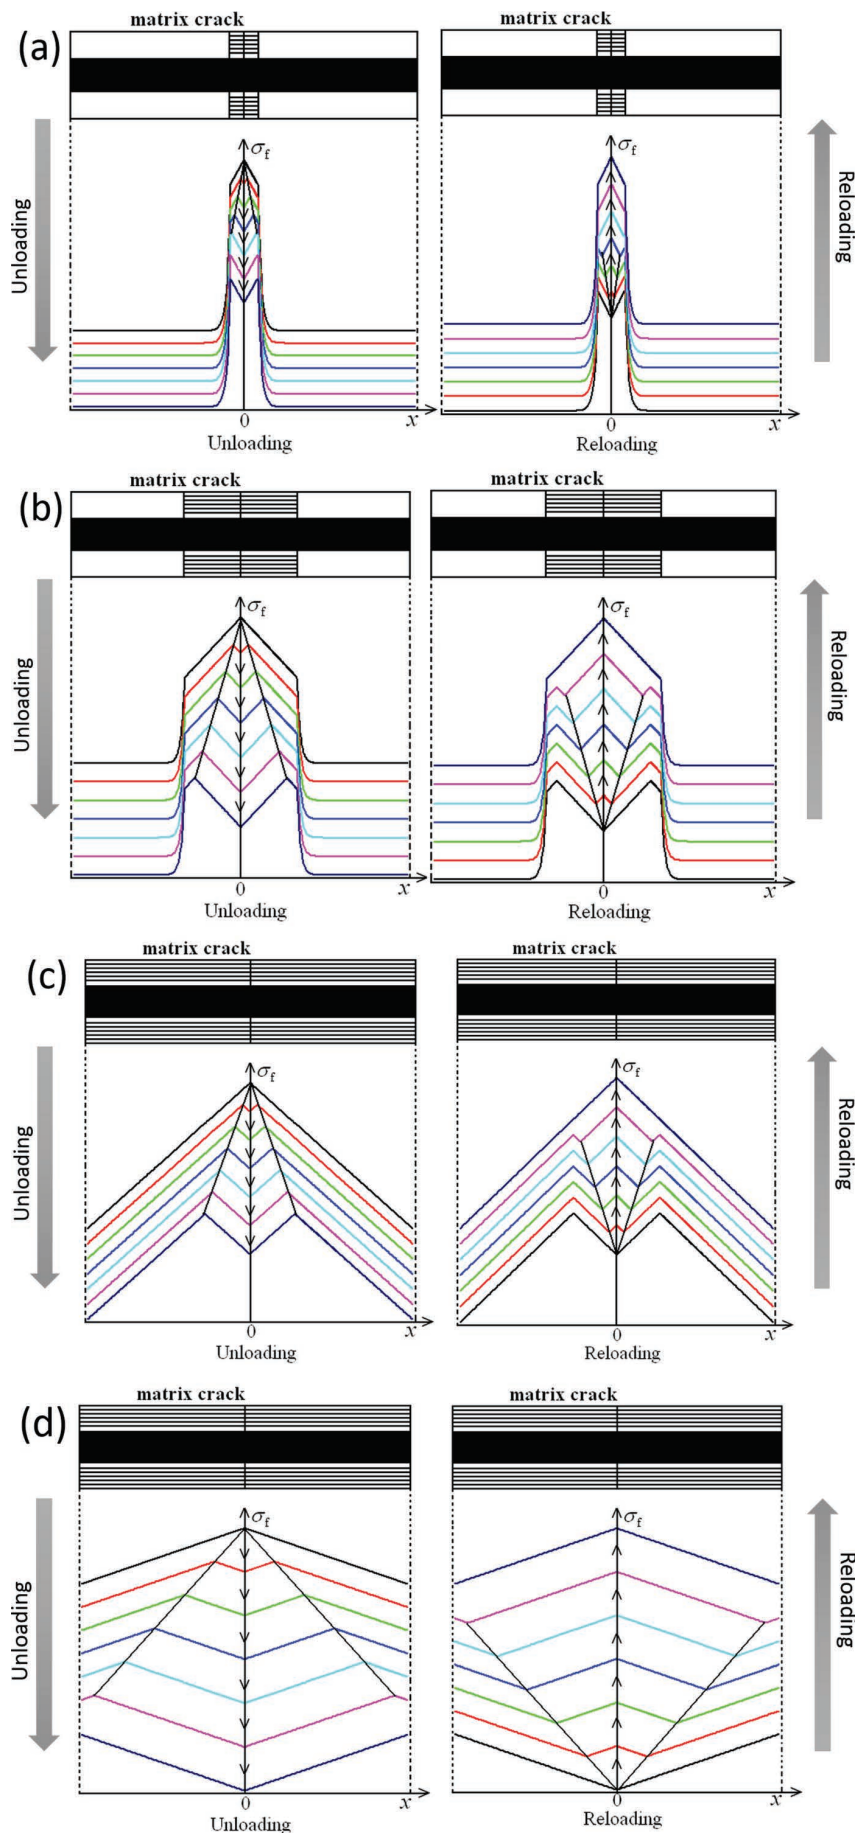 (a)
matrix crack
matrix crack
Unloading
σf
σf
Reloading
0
x
0
x
Unloading
Reloading
(b)
matrix crack
matrix crack
Unloading
σf
σf
Reloading
0
x
0
x
Unloading
Reloading
(c)
matrix crack
matrix crack
Unloading
σf
σf
Reloading
0
x
0
x
Unloading
Reloading
(d)
matrix crack
matrix crack
Unloading
σf
σf
Reloading
0
x
0
x
Unloading
Reloading